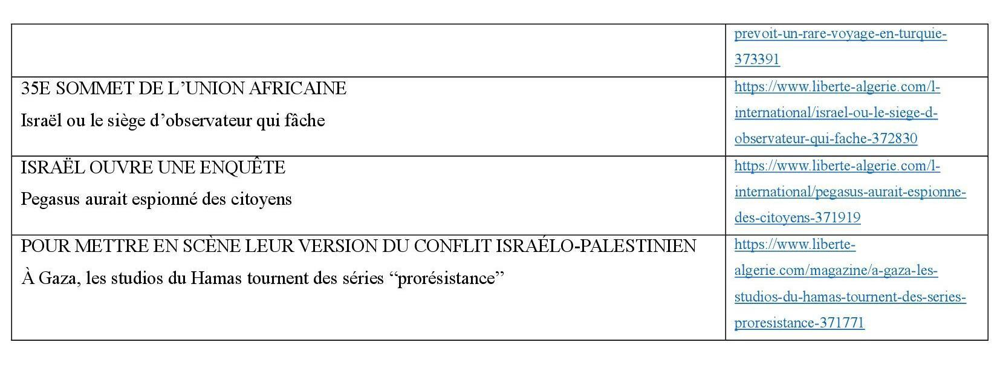 prevoit-un-rare-voyage-en-turquie-
373391
35E SOMMET DE L’UNION AFRICAINE
Israël ou le siège d’observateur qui fâche
https://www.liberte-algerie.com/l-
international/israel-ou-le-siege-d-
observateur-qui-fache-372830
ISRAËL OUVRE UNE ENQUÊTE
Pegasus aurait espionné des citoyens
https://www.liberte-algerie.com/l-
international/pegasus-aurait-espionne-
des-citoyens-371919
POUR METTRE EN SCÈNE LEUR VERSION DU CONFLIT ISRAÉLO-PALESTINIEN
À Gaza, les studios du Hamas tournent des séries “prorésistance”
https://www.liberte-
algerie.com/magazine/a-gaza-les-
studios-du-hamas-tournent-des-series-
proresistance-371771